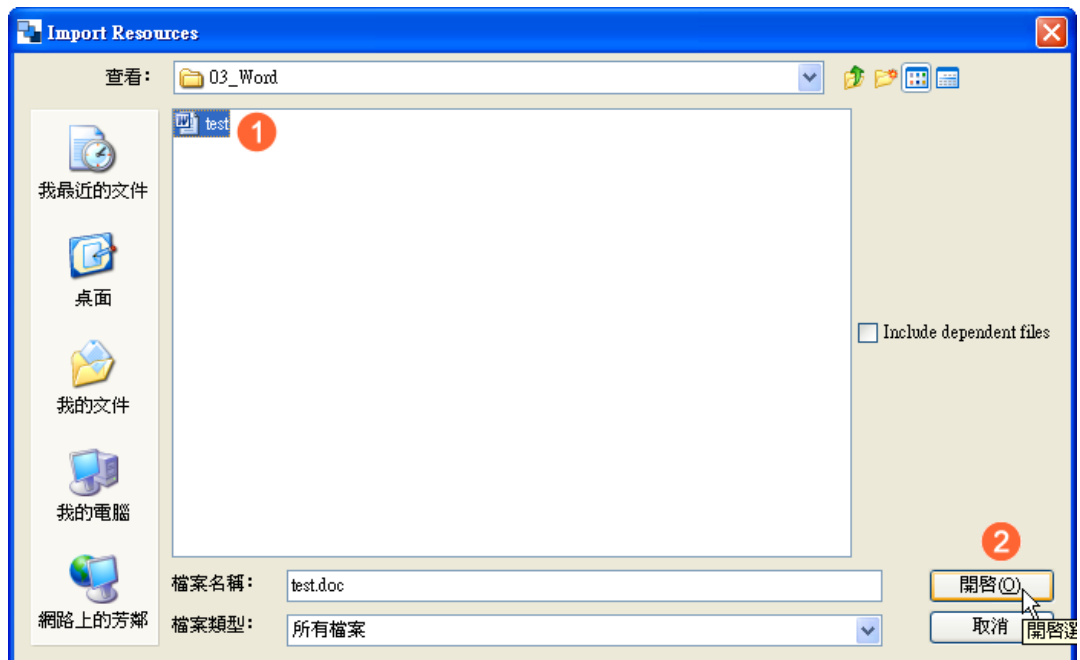 Import Resources
查看：
03_Word
test
1
我最近的文件
桌面
Include dependent files
我的文件
我的電腦
2
檔案名稱：
test.doc
開啓(O)
網路上的芳鄰
檔案類型：
所有檔案
取消
開啓選